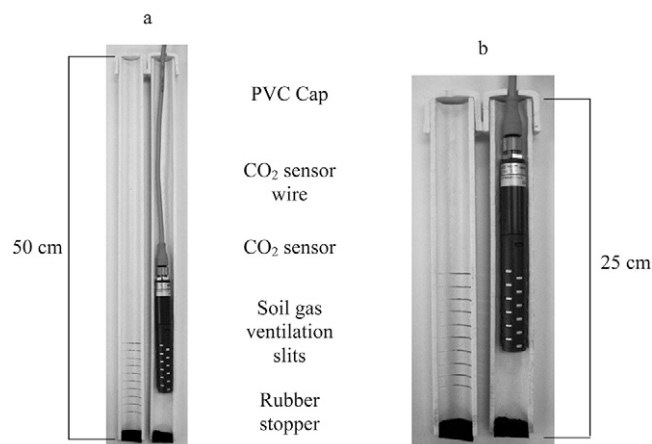 a
b
50 cm
PVC Cap
CO₂ sensor
wire
CO₂ sensor
Soil gas
ventilation
slits
Rubber
stopper
25 cm